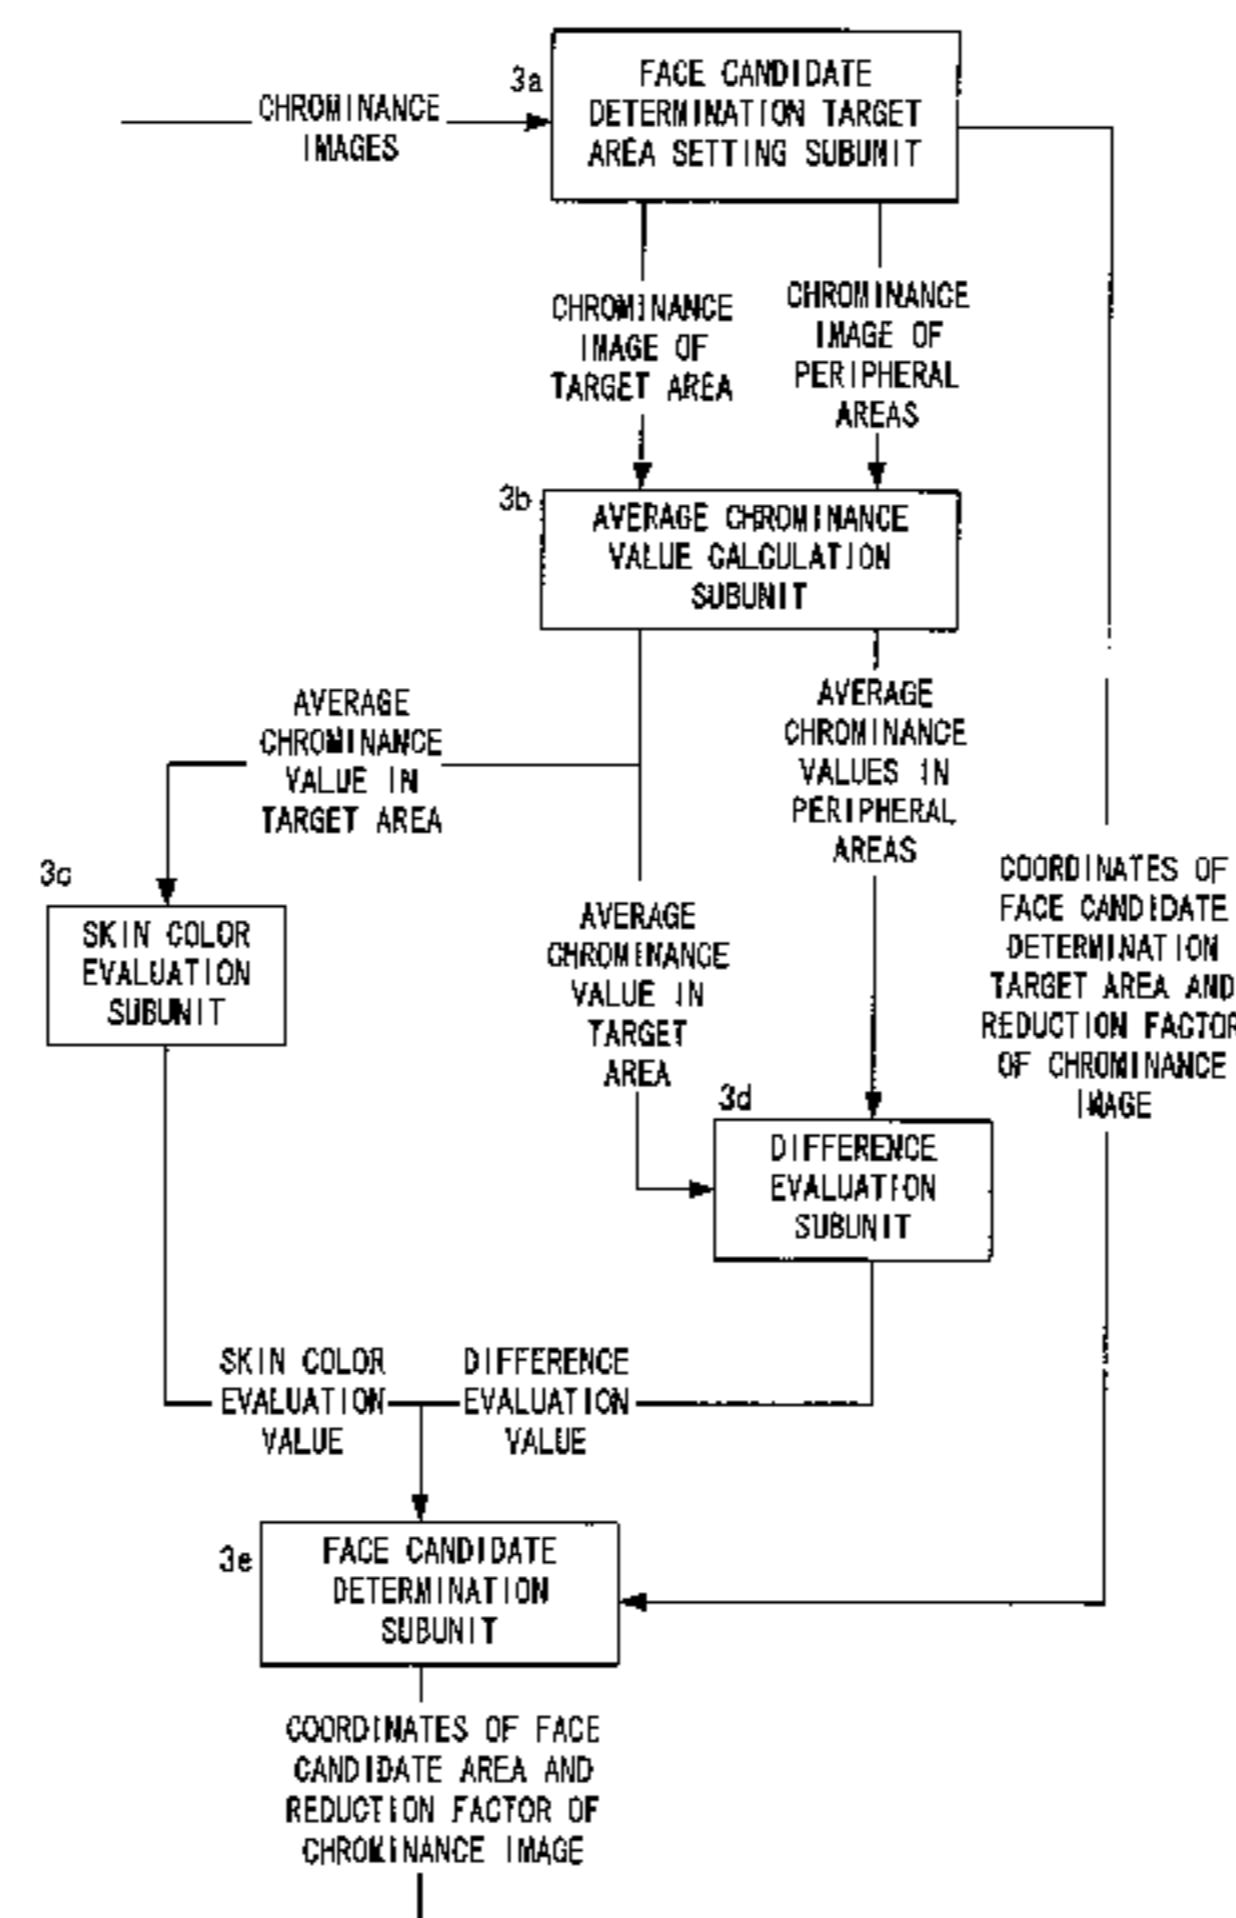 3a
FACE CANDIDATE
DETERMINATION TARGET
AREA SETTING SUBUNIT
CHROMINANCE
IMAGES
CHROMINANCE
IMAGE OF
TARGET AREA
CHROMINANCE
IMAGE OF
PERIPHERAL
AREAS
3b
AVERAGE CHROMINANCE
VALUE CALCULATION
SUBUNIT
AVERAGE
CHROMINANCE
VALUE IN
TARGET AREA
AVERAGE
CHROMINANCE
VALUES IN
PERIPHERAL
AREAS
3c
SKIN COLOR
EVALUATION
SUBUNIT
AVERAGE
CHROMINANCE
VALUE IN
TARGET
AREA
COORDINATES OF
FACE CANDIDATE
DETERMINATION
TARGET AREA AND
REDUCTION FACTOR
OF CHROMINANCE
IMAGE
3d
DIFFERENCE
EVALUATION
SUBUNIT
SKIN COLOR
EVALUATION
VALUE
DIFFERENCE
EVALUATION
VALUE
3e
FACE CANDIDATE
DETERMINATION
SUBUNIT
COORDINATES OF FACE
CANDIDATE AREA AND
REDUCTION FACTOR OF
CHROMINANCE IMAGE